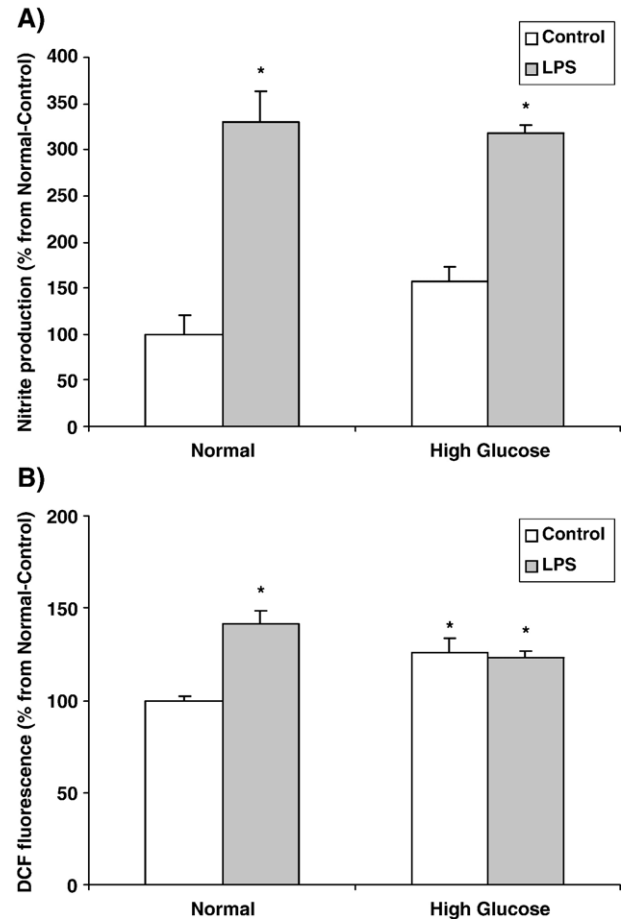 A)
Nitrite production (% from Normal-Control)
400
350
300
250
200
150
100
50
0
*
*
Control
LPS
Normal High Glucose
B)
DCF fluorescence (% from Normal-Control)
200
150
100
50
0
*
*
*
Control
LPS
Normal High Glucose